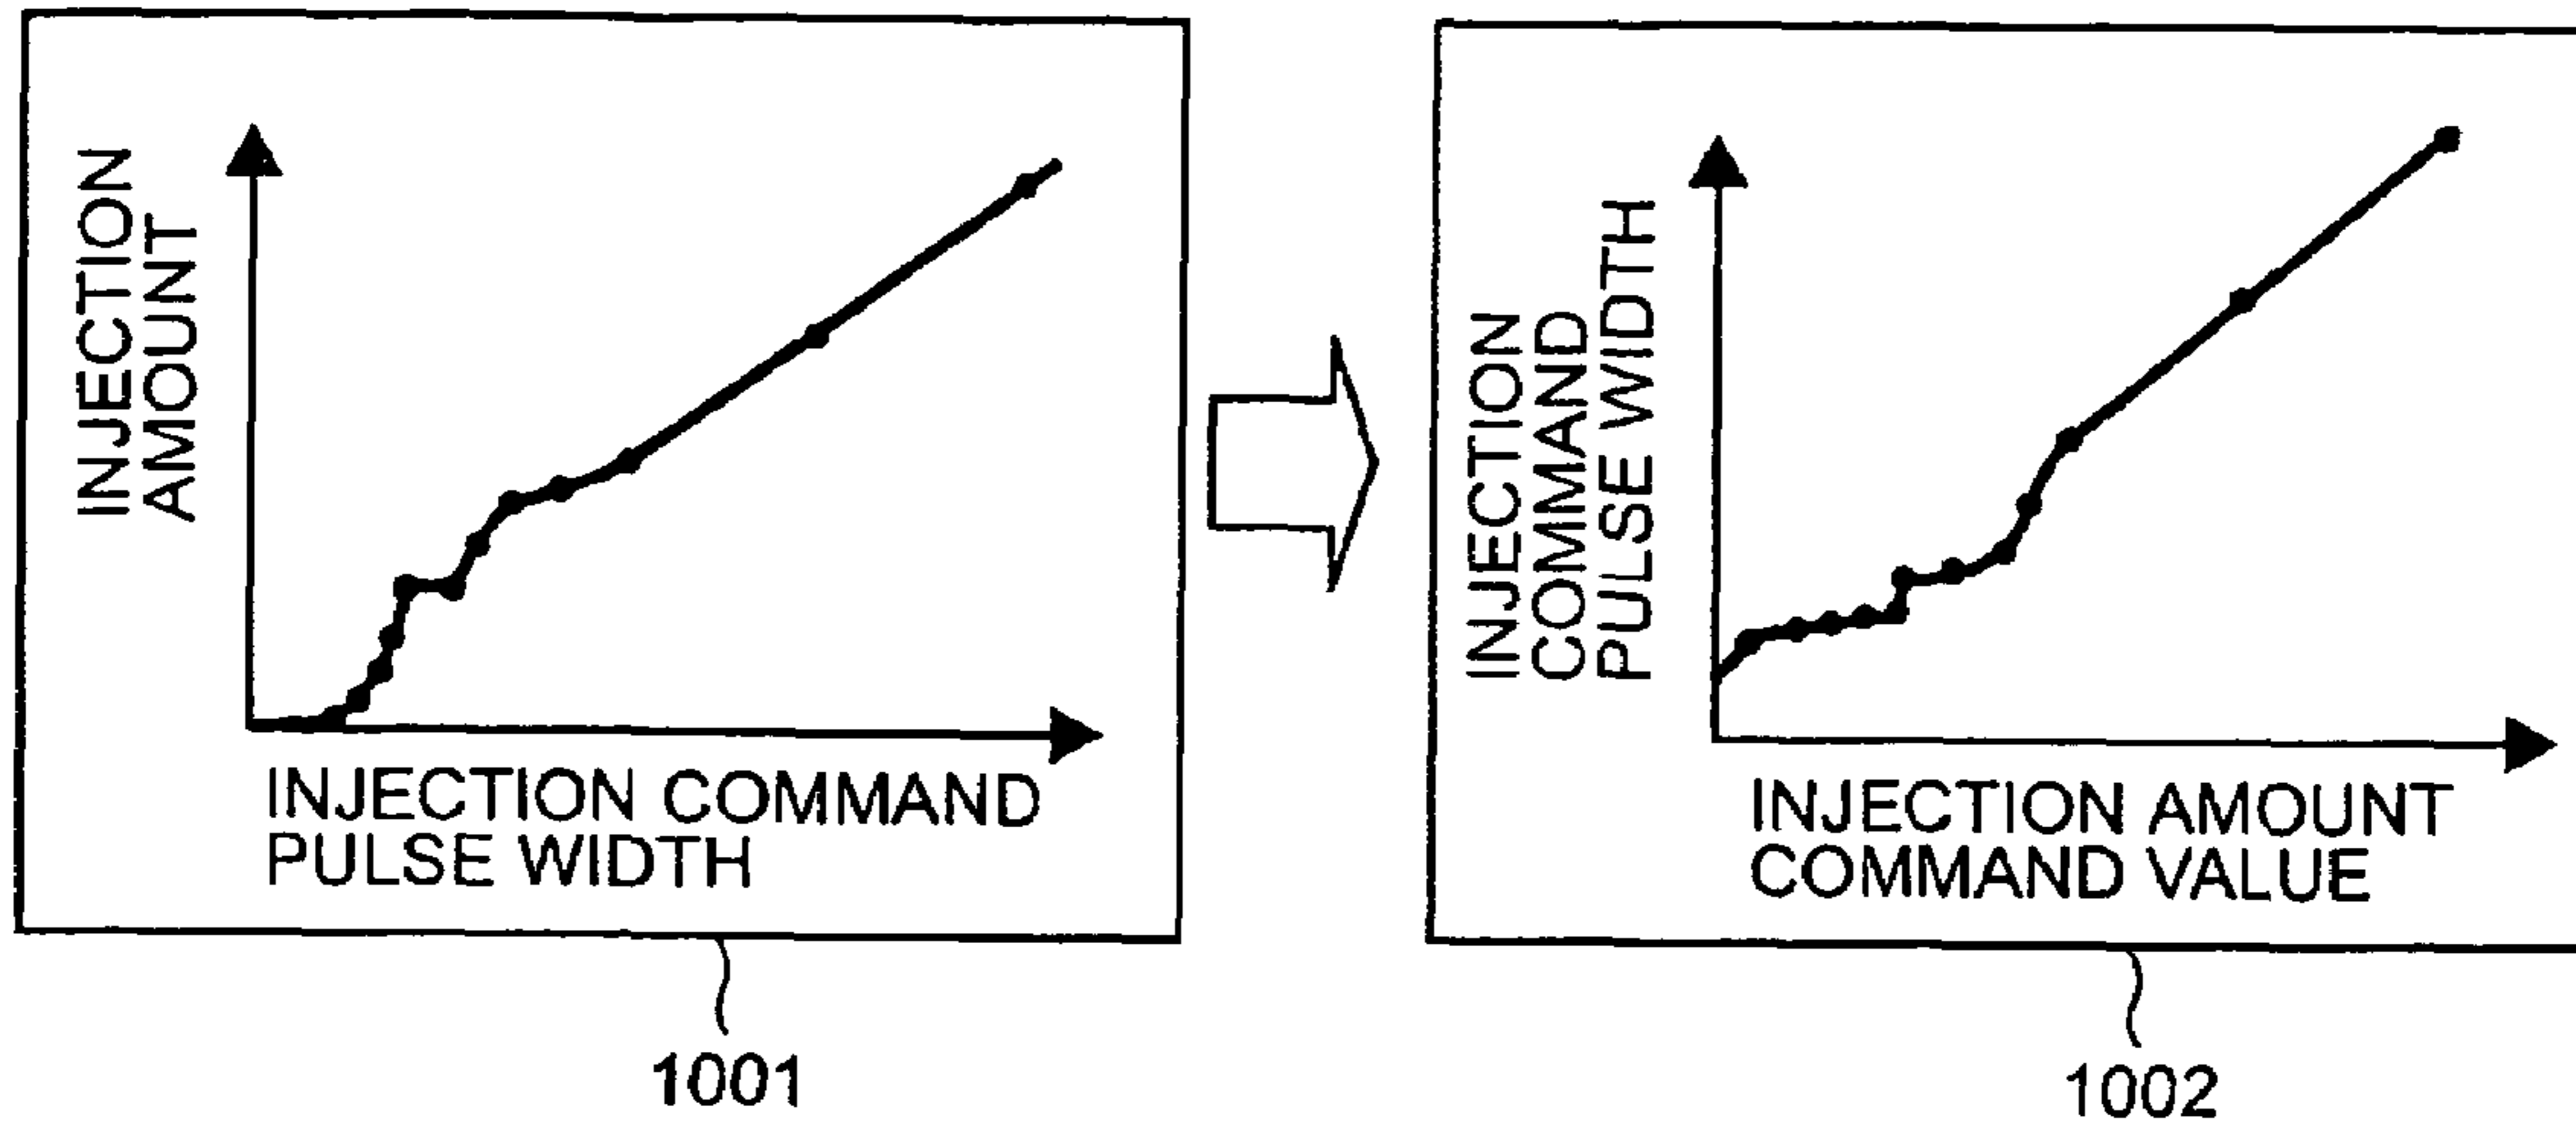 INJECTION
AMOUNT
INJECTION COMMAND
PULSE WIDTH
1001
INJECTION
COMMAND
PULSE WIDTH
INJECTION AMOUNT
COMMAND VALUE
1002